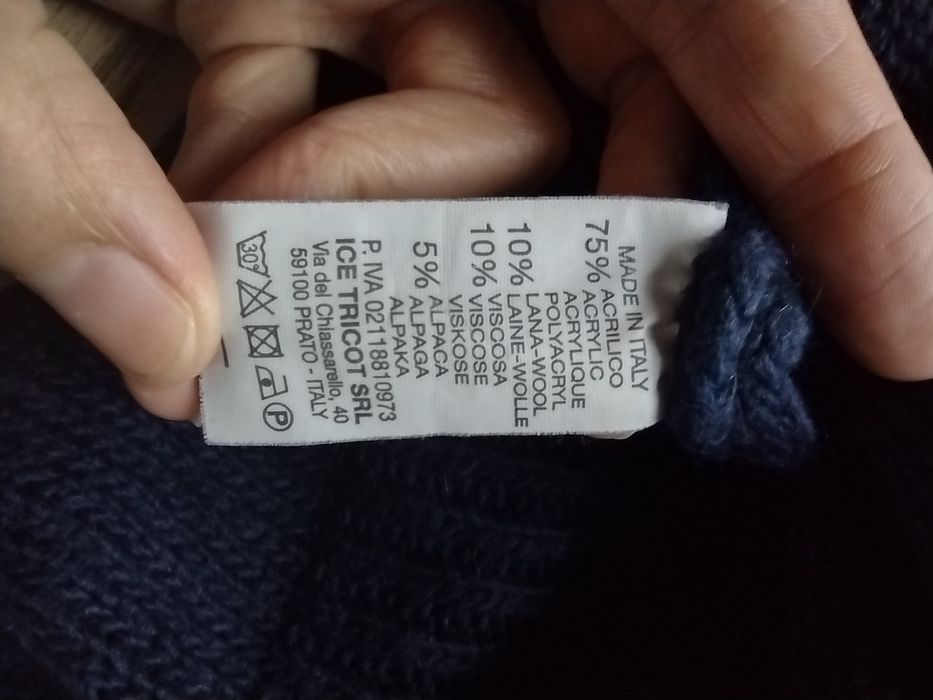 MADE IN ITALY
75% ACRILICO
ACRYLIC
ACRYLIQUE
POLYACRYL
10% LANA-WOOL
LAINE-WOLLE
10% VISCOSA
VISCOSE
VISKOSE
5% ALPACA
ALPAGA
ALPAKA
P. IVA 02118810973
ICE TRICOT SRL
Via del Chiassarello, 40
59100 PRATO - ITALY
30°
P